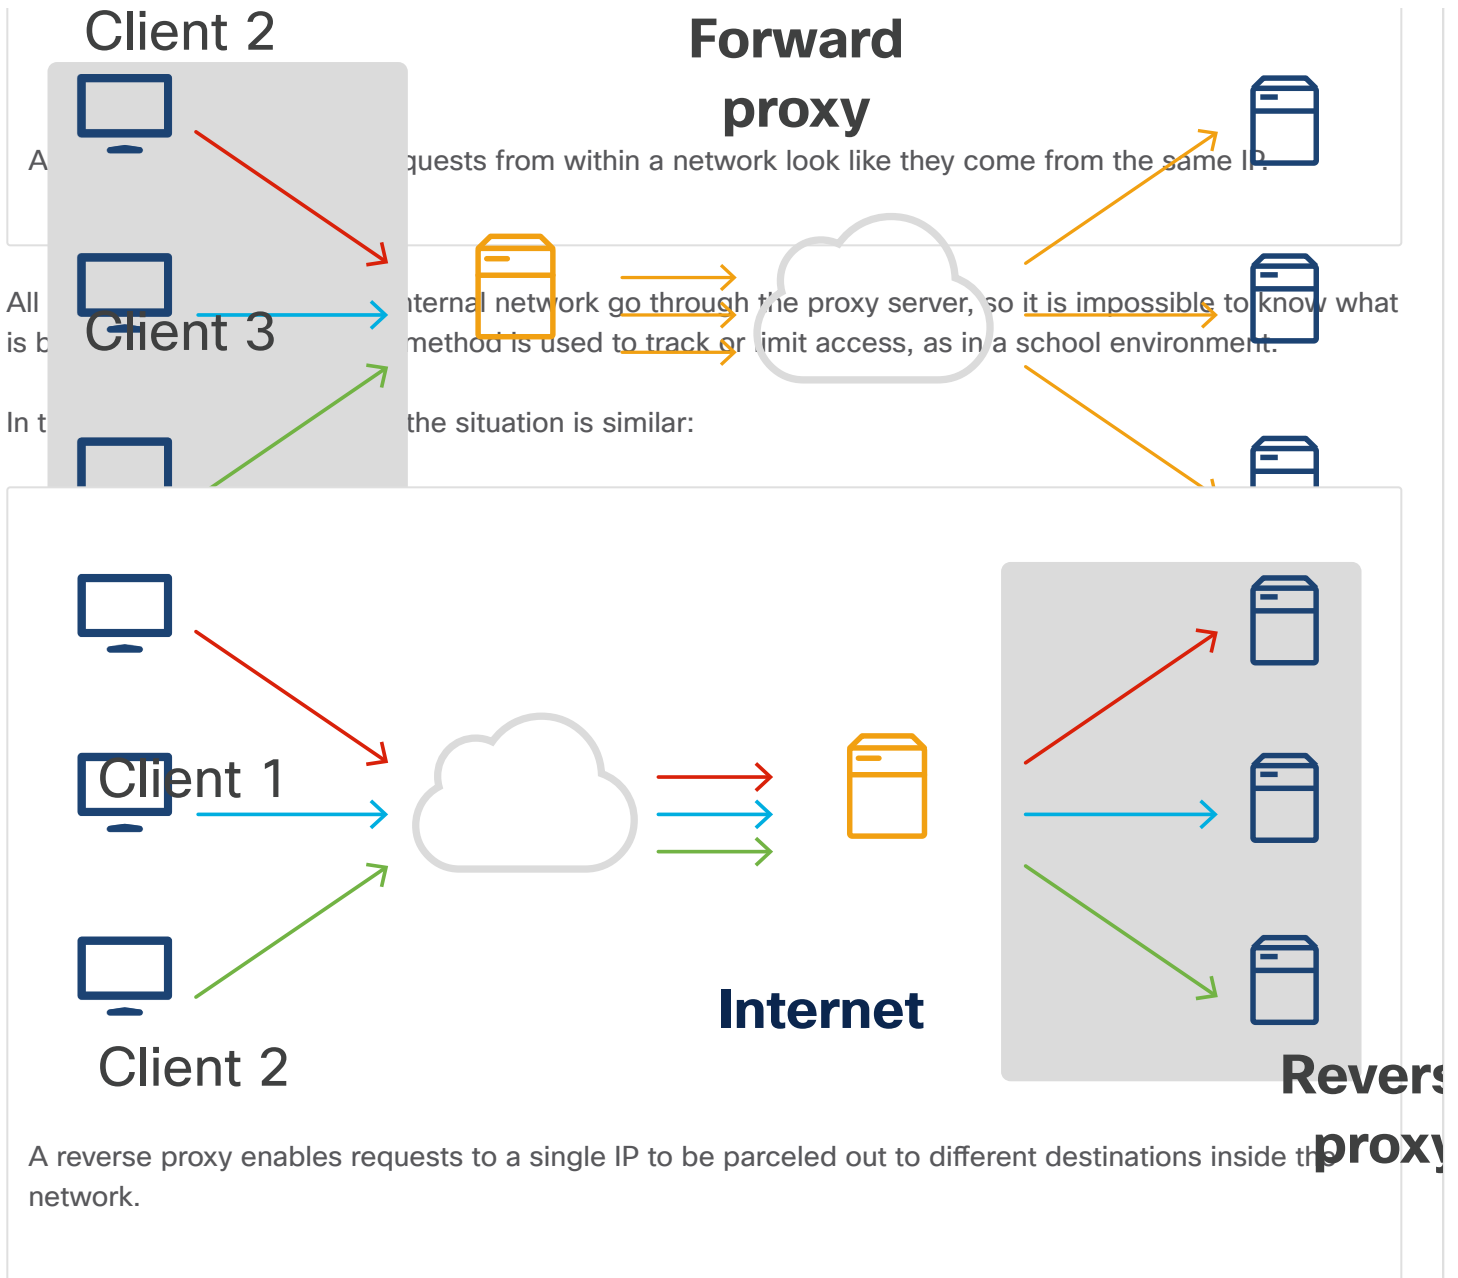 Client 2
Forward
proxy
A quests from within a network look like they come from the same IP.
All nternal network go through the proxy server, so it is impossible to know what
Client 3
is b method is used to track or limit access, as in a school environment.
In t the situation is similar:
Client 1
Internet
Client 2
Revers
proxy
A reverse proxy enables requests to a single IP to be parceled out to different destinations inside the
network.